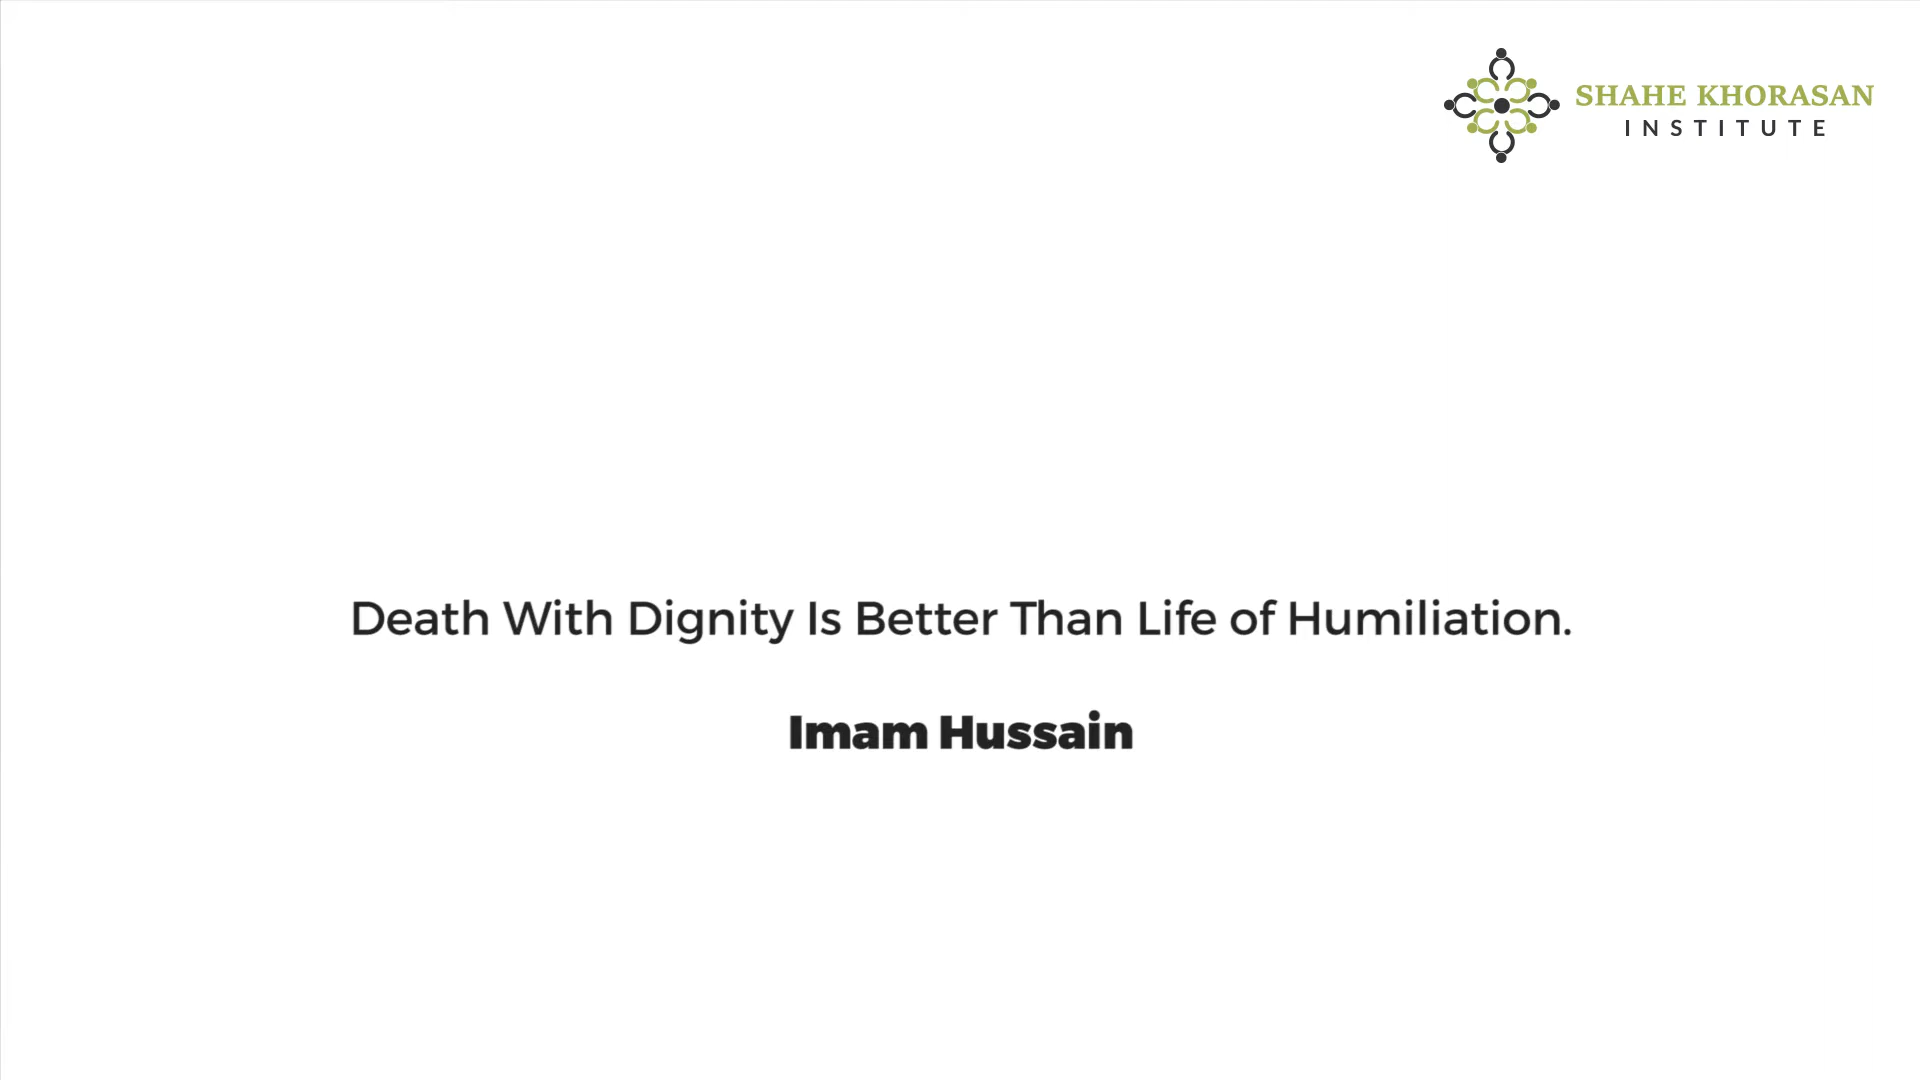 SHAHE KHORASAN
INSTITUTE
Death With Dignity Is Better Than Life of Humiliation.
Imam Hussain